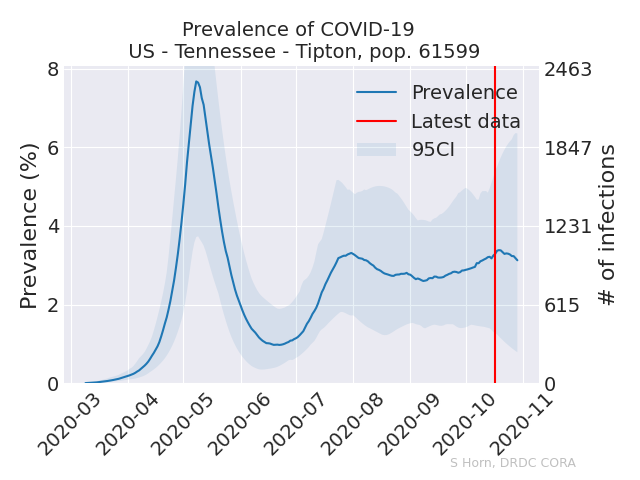 Prevalence of COVID-19
US - Tennessee - Tipton, pop. 61599
Prevalence
Latest data
95CI
Prevalence (%)
8
6
4
2
0
2463
1847
1231
615
0
# of infections
2020-03
2020-04
2020-05
2020-06
2020-07
2020-08
2020-09
2020-10
2020-11
S Horn, DRDC CORA